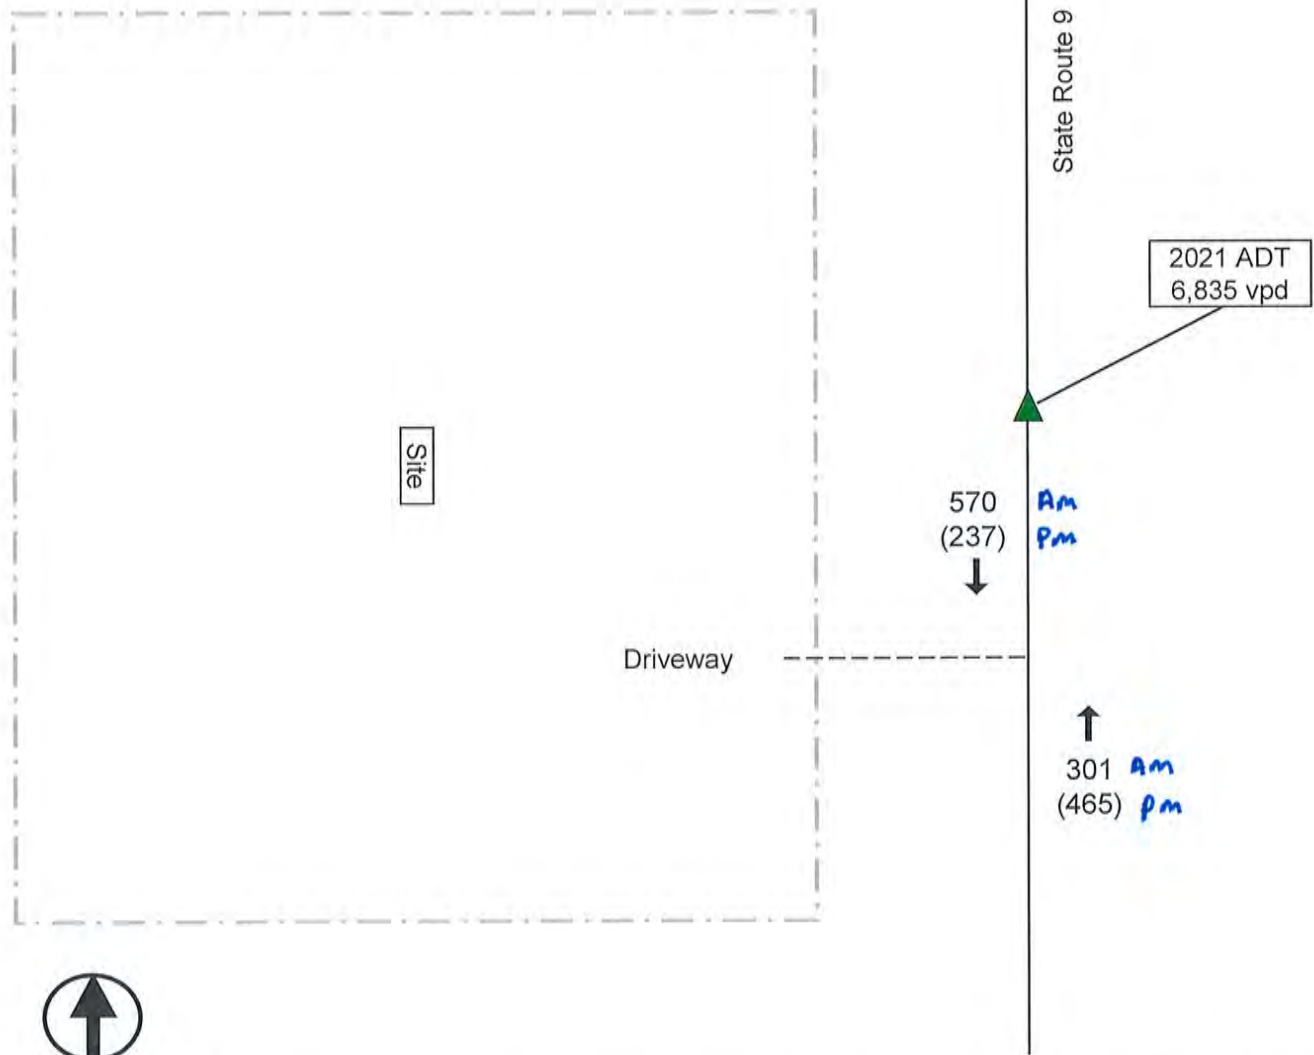 State Route 9
2021 ADT
6,835 vpd
Site
570 Am
(237) Pm
Driveway
301 Am
(465) pm